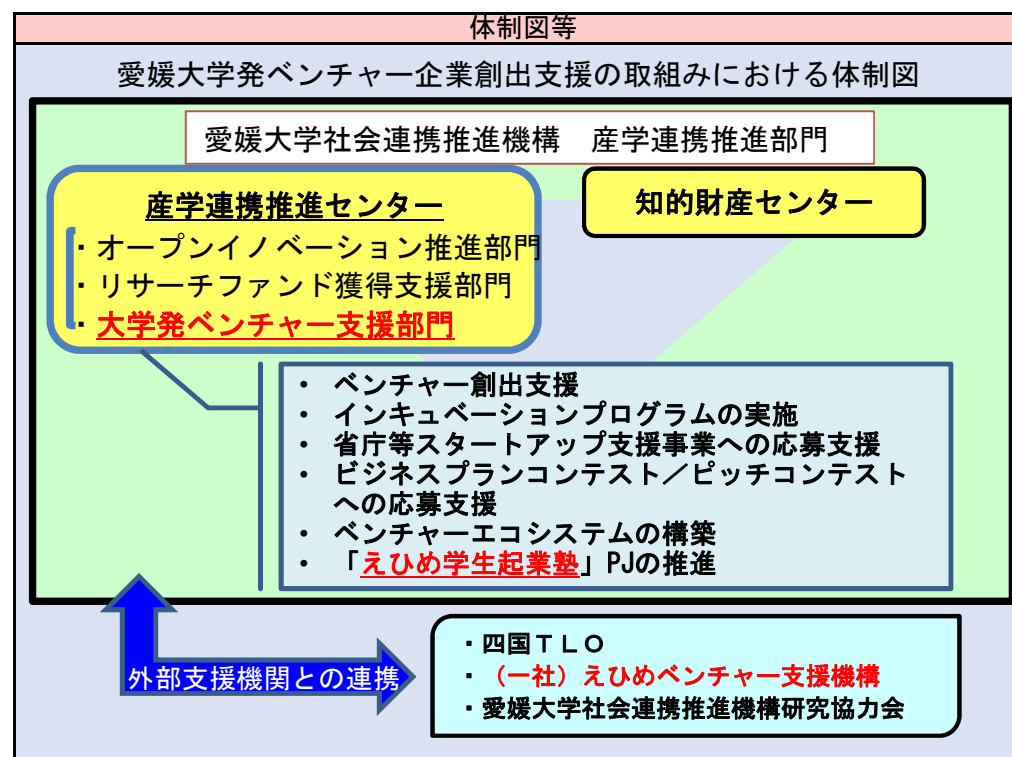 体制図等
愛媛大学発ベンチャー企業創出支援の取組みにおける体制図
愛媛大学社会連携推進機構　産学連携推進部門
産学連携推進センター
・オープンイノベーション推進部門
・リサーチファンド獲得支援部門
・大学発ベンチャー支援部門
知的財産センター
・ ベンチャー創出支援
・ インキュベーションプログラムの実施
・ 省庁等スタートアップ支援事業への応募支援
・ ビジネスプランコンテスト／ピッチコンテスト
への応募支援
・ ベンチャーエコシステムの構築
・ 「えひめ学生起業塾」PJの推進
外部支援機関との連携
・四国ＴＬＯ
・（一社）えひめベンチャー支援機構
・愛媛大学社会連携推進機構研究協力会